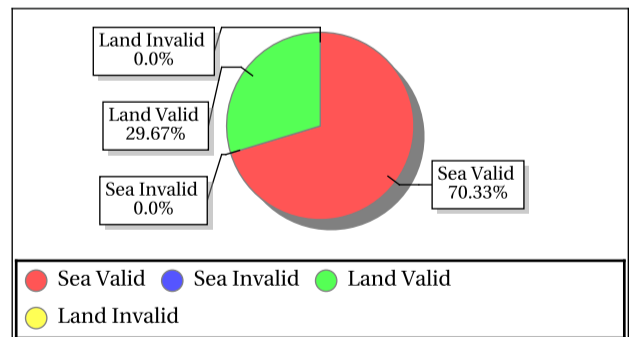 Land Invalid
0.0%
Land Valid
29.67%
Sea Invalid
0.0%
Sea Valid
70.33%
Sea Valid Sea Invalid Land Valid
Land Invalid